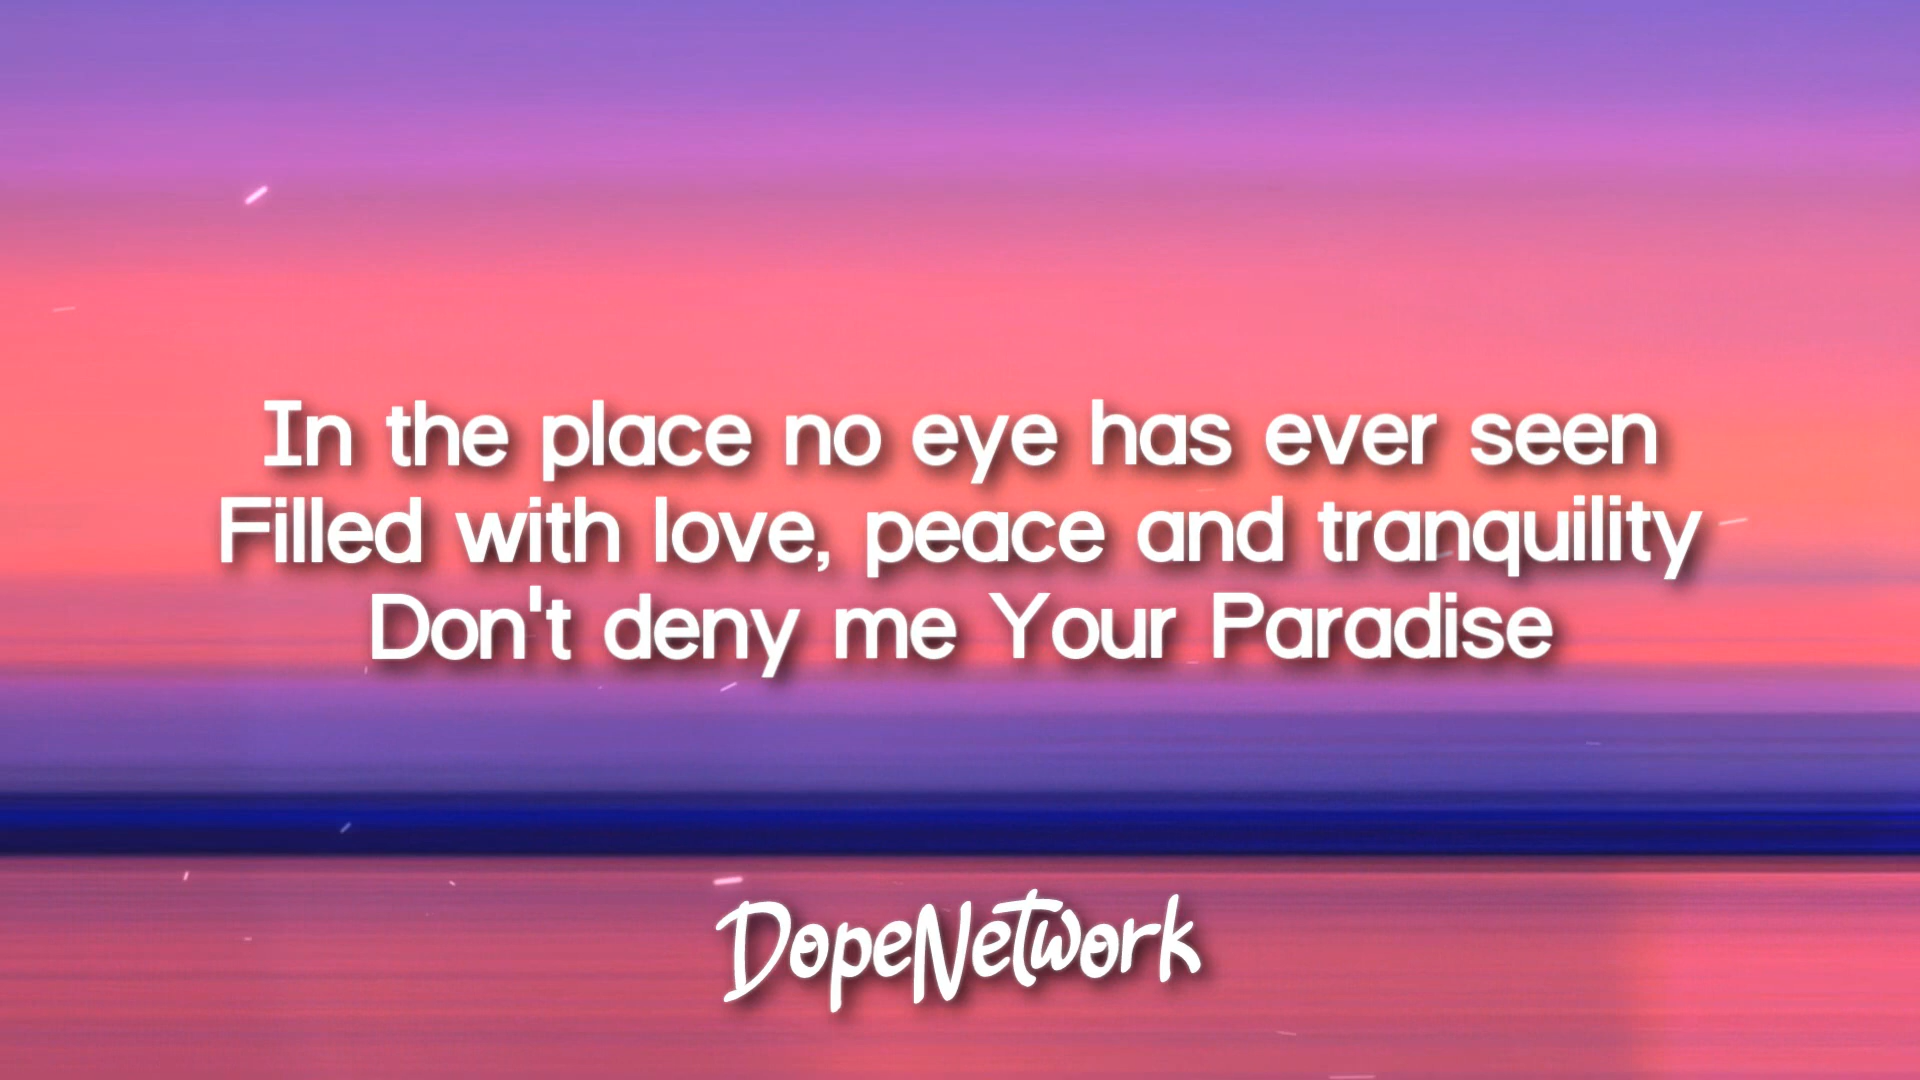 In the place no eye has ever seen
Filled with love, peace and tranquility
Don't deny me Your Paradise
DopeNetwork